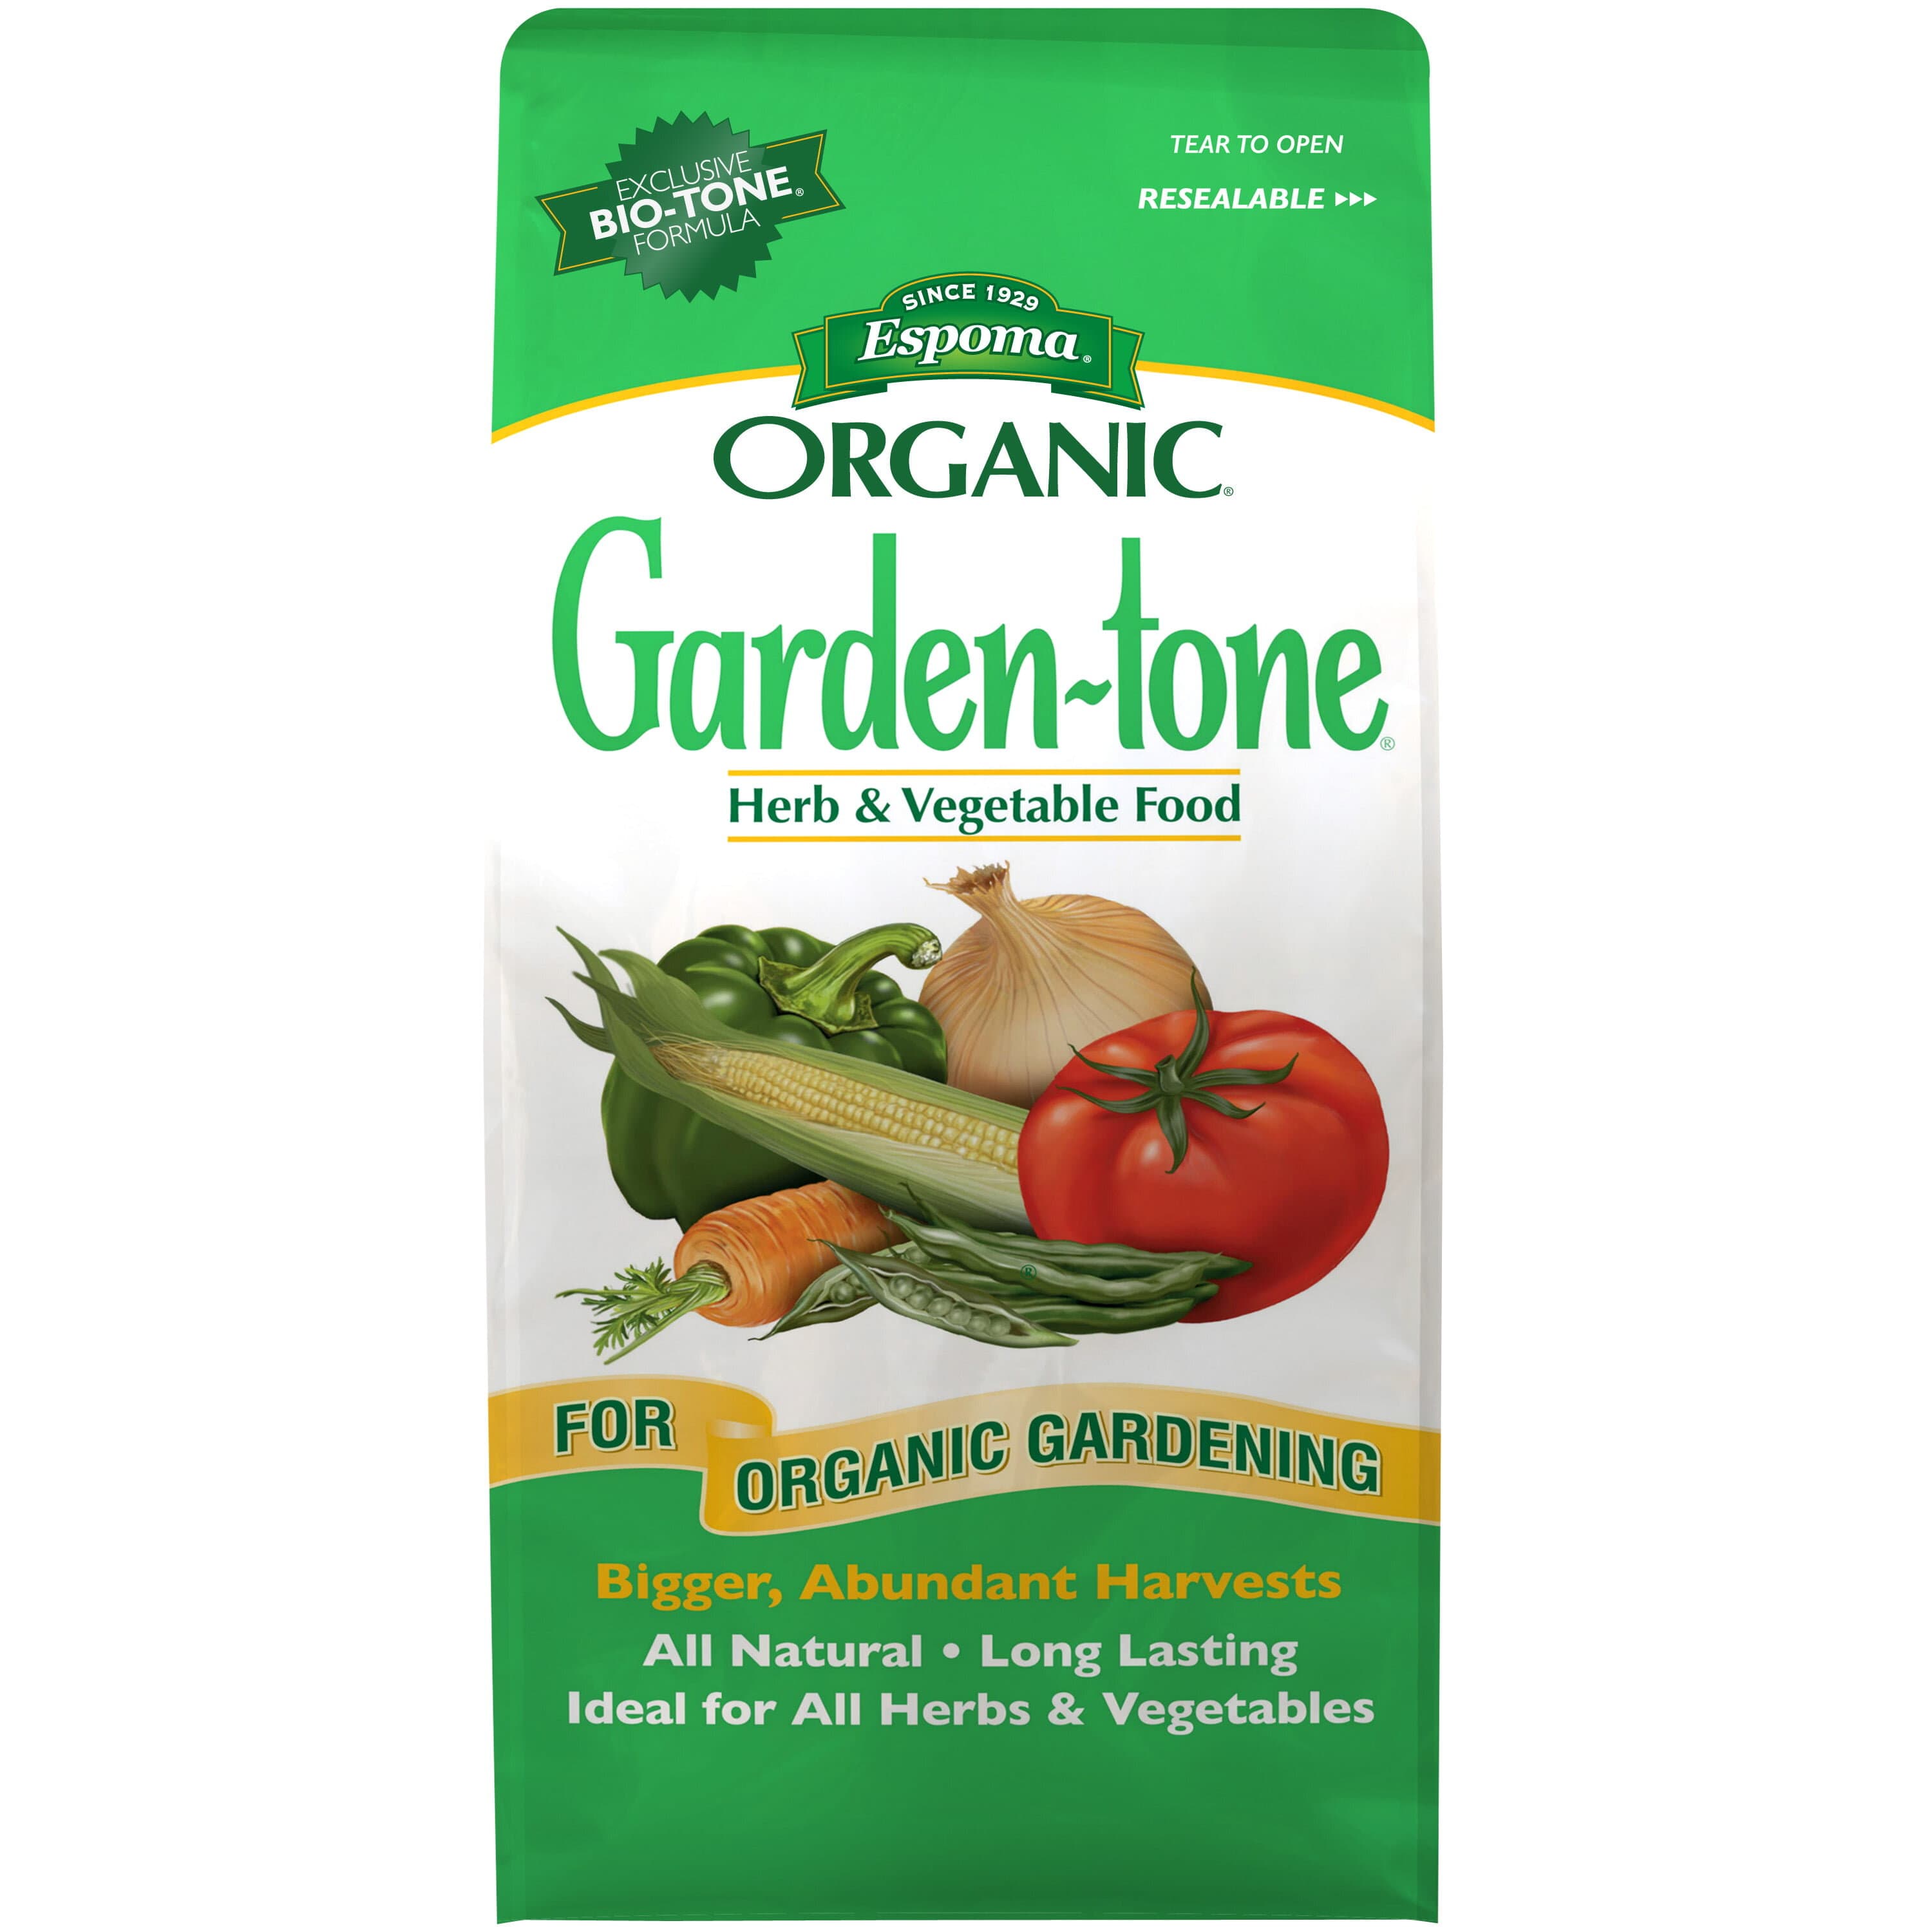 EXCLUSIVE
BIO-TONE®
FORMULA
TEAR TO OPEN
RESEALABLE
SINCE 1929
Espoma®
ORGANIC®
Garden~tone®
Herb & Vegetable Food
®
FOR
ORGANIC GARDENING
Bigger, Abundant Harvests
All Natural • Long Lasting
Ideal for All Herbs & Vegetables